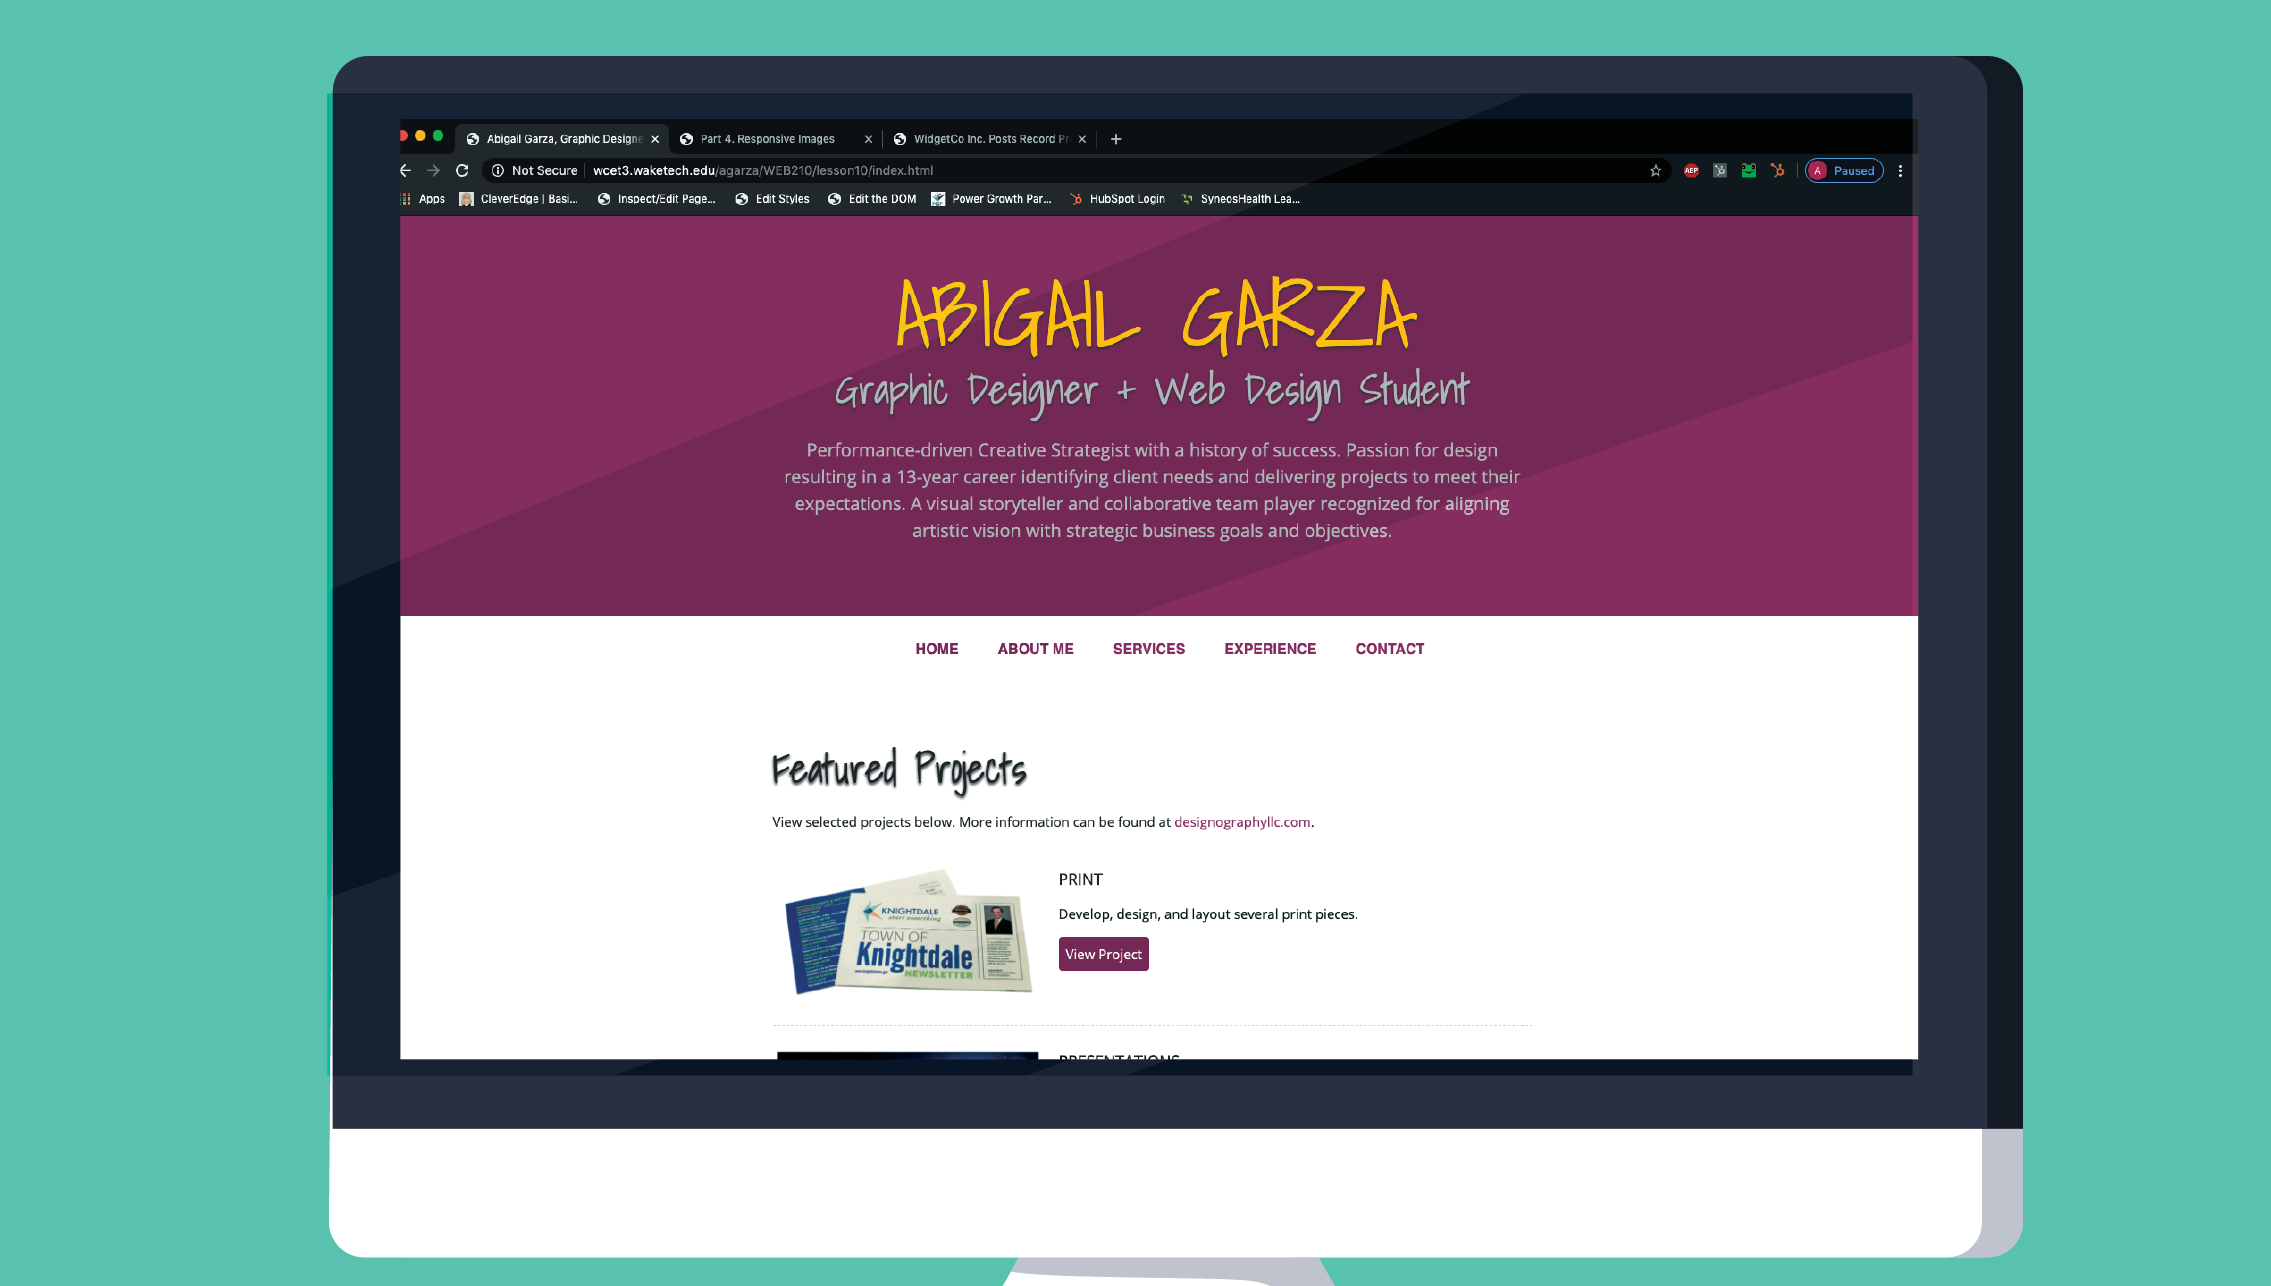 Abigail Garza, Graphic Designe
Part 4. Responsive Images
WidgetCo Inc. Posts Record Pr
Not Secure
wcet3.waketech.edu/agarza/WEB210/lesson10/index.html
ABP
A
Paused
Apps
CleverEdge | Basi...
Inspect/Edit Page...
Edit Styles
Edit the DOM
Power Growth Par...
HubSpot Login
SyneosHealth Lea...
ABIGAIL GARZA
Graphic Designer + Web Design Student
Performance-driven Creative Strategist with a history of success. Passion for design
resulting in a 13-year career identifying client needs and delivering projects to meet their
expectations. A visual storyteller and collaborative team player recognized for aligning
artistic vision with strategic business goals and objectives.
HOME
ABOUT ME
SERVICES
EXPERIENCE
CONTACT
Featured Projects
View selected projects below. More information can be found at designographyllc.com.
KNIGHTDALE
start something
TOWN OF
Knightdale
NEWSLETTER
PRINT
Develop, design, and layout several print pieces.
View Project
PRESENTATIONS